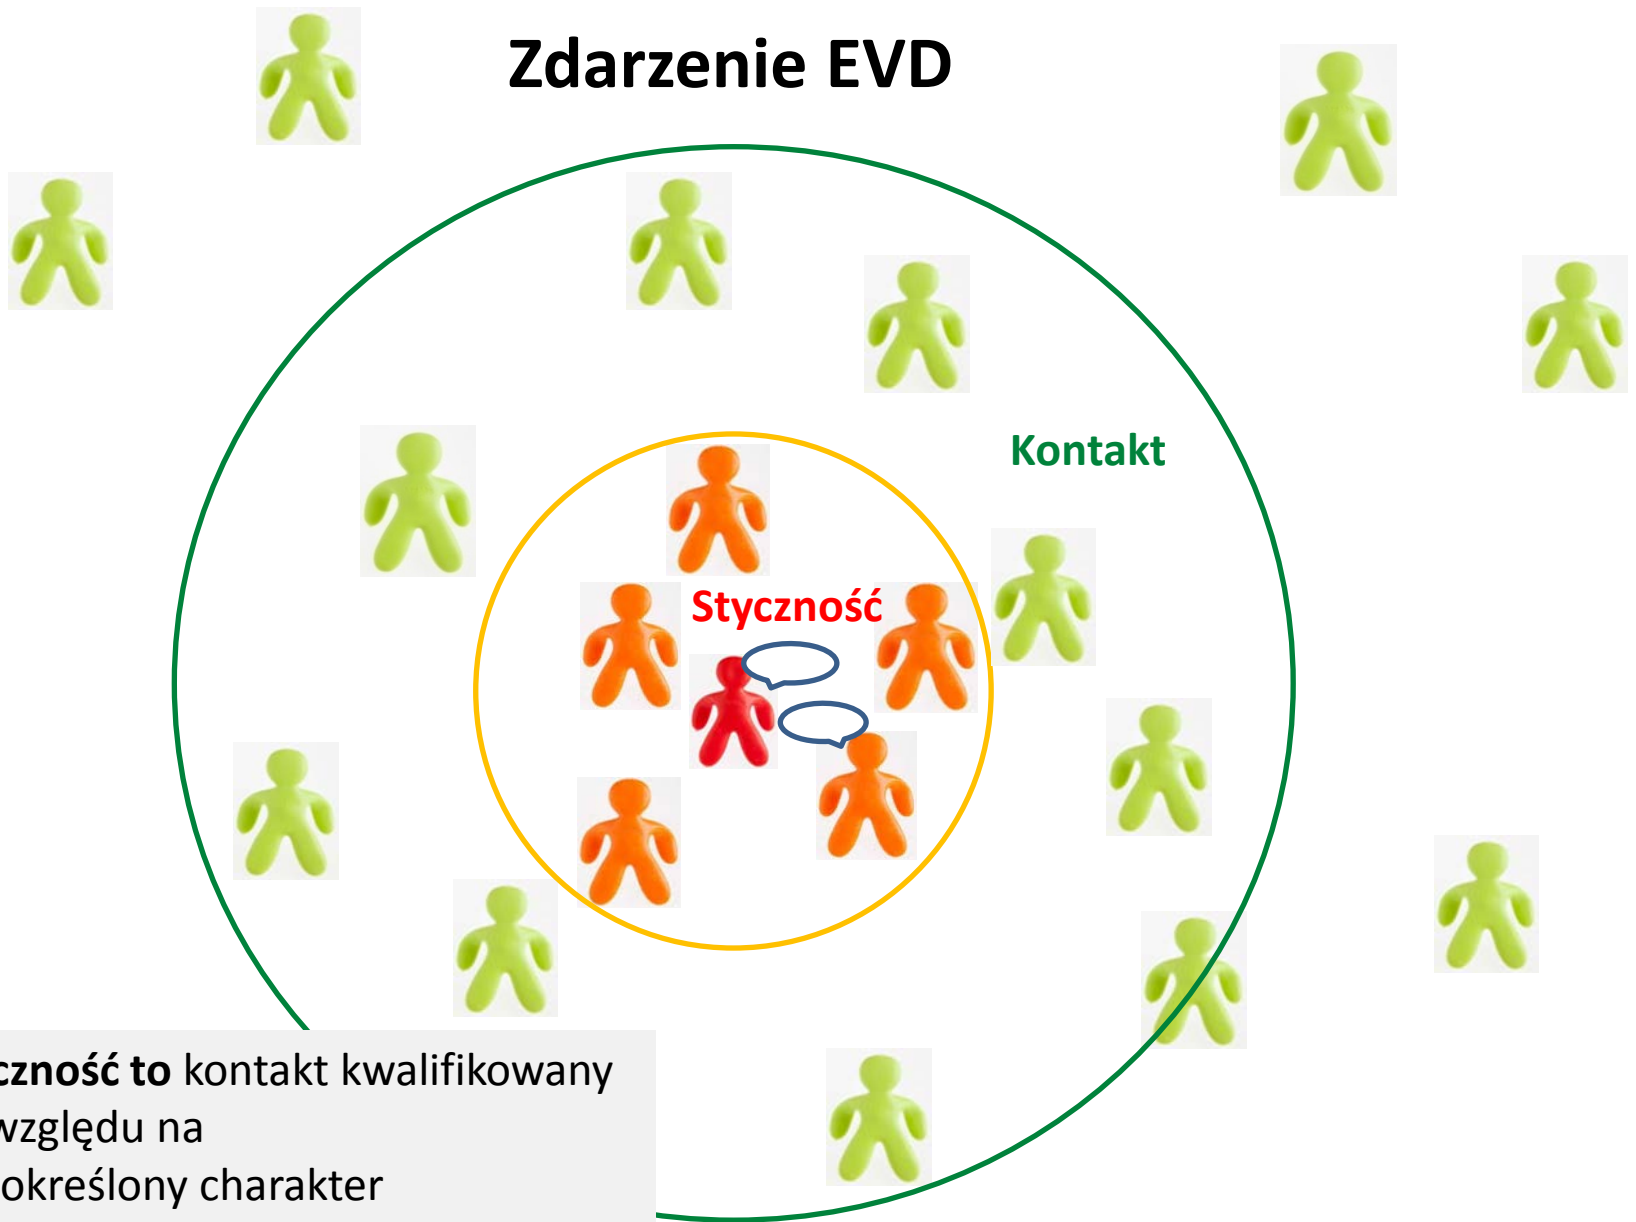 Zdarzenie EVD
Kontakt
Styczność
czność to kontakt kwalifikowany
względu na
określony charakter